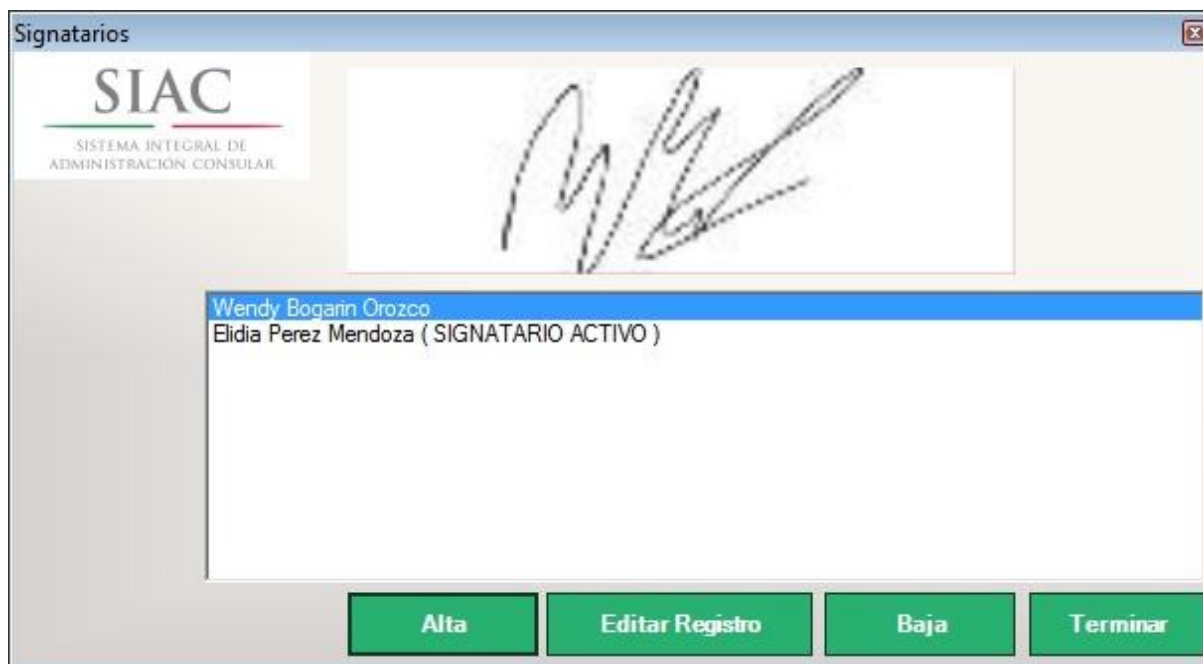 Signatarios
SIAC
SISTEMA INTEGRAL DE
ADMINISTRACIÓN CONSULAR
Wendy Bogarin Orozco
Elidia Perez Mendoza ( SIGNATARIO ACTIVO )
Alta Editar Registro Baja Terminar